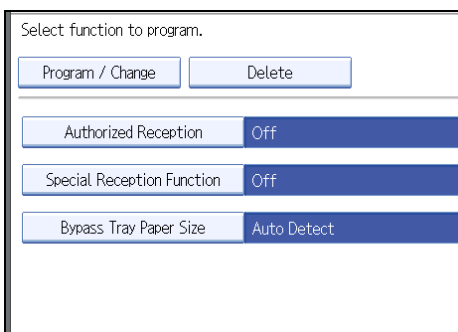 Select function to program.
Program / Change Delete
Authorized Reception Off
Special Reception Function Off
Bypass Tray Paper Size Auto Detect